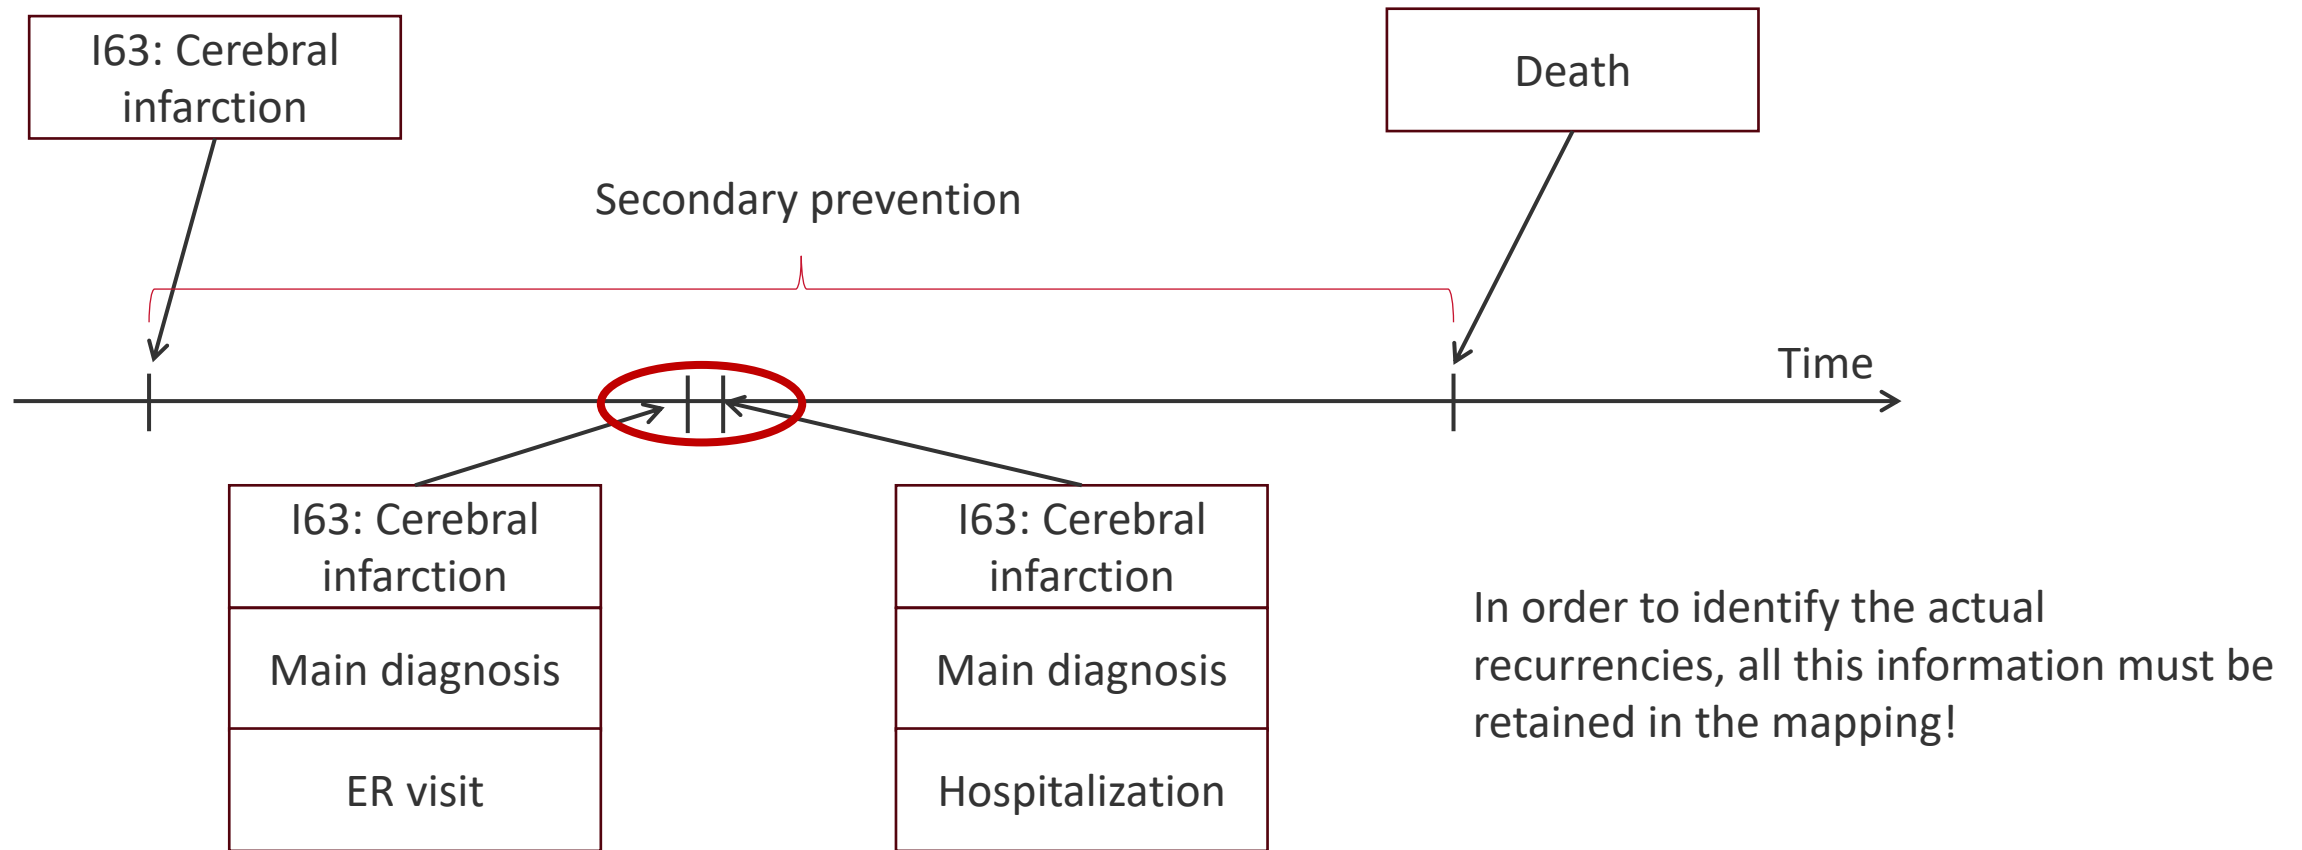 I63: Cerebral
infarction
Death
Secondary prevention
Time
I63: Cerebral
infarction
Main diagnosis
ER visit
I63: Cerebral
infarction
Main diagnosis
Hospitalization
In order to identify the actual
recurrencies, all this information must be
retained in the mapping!